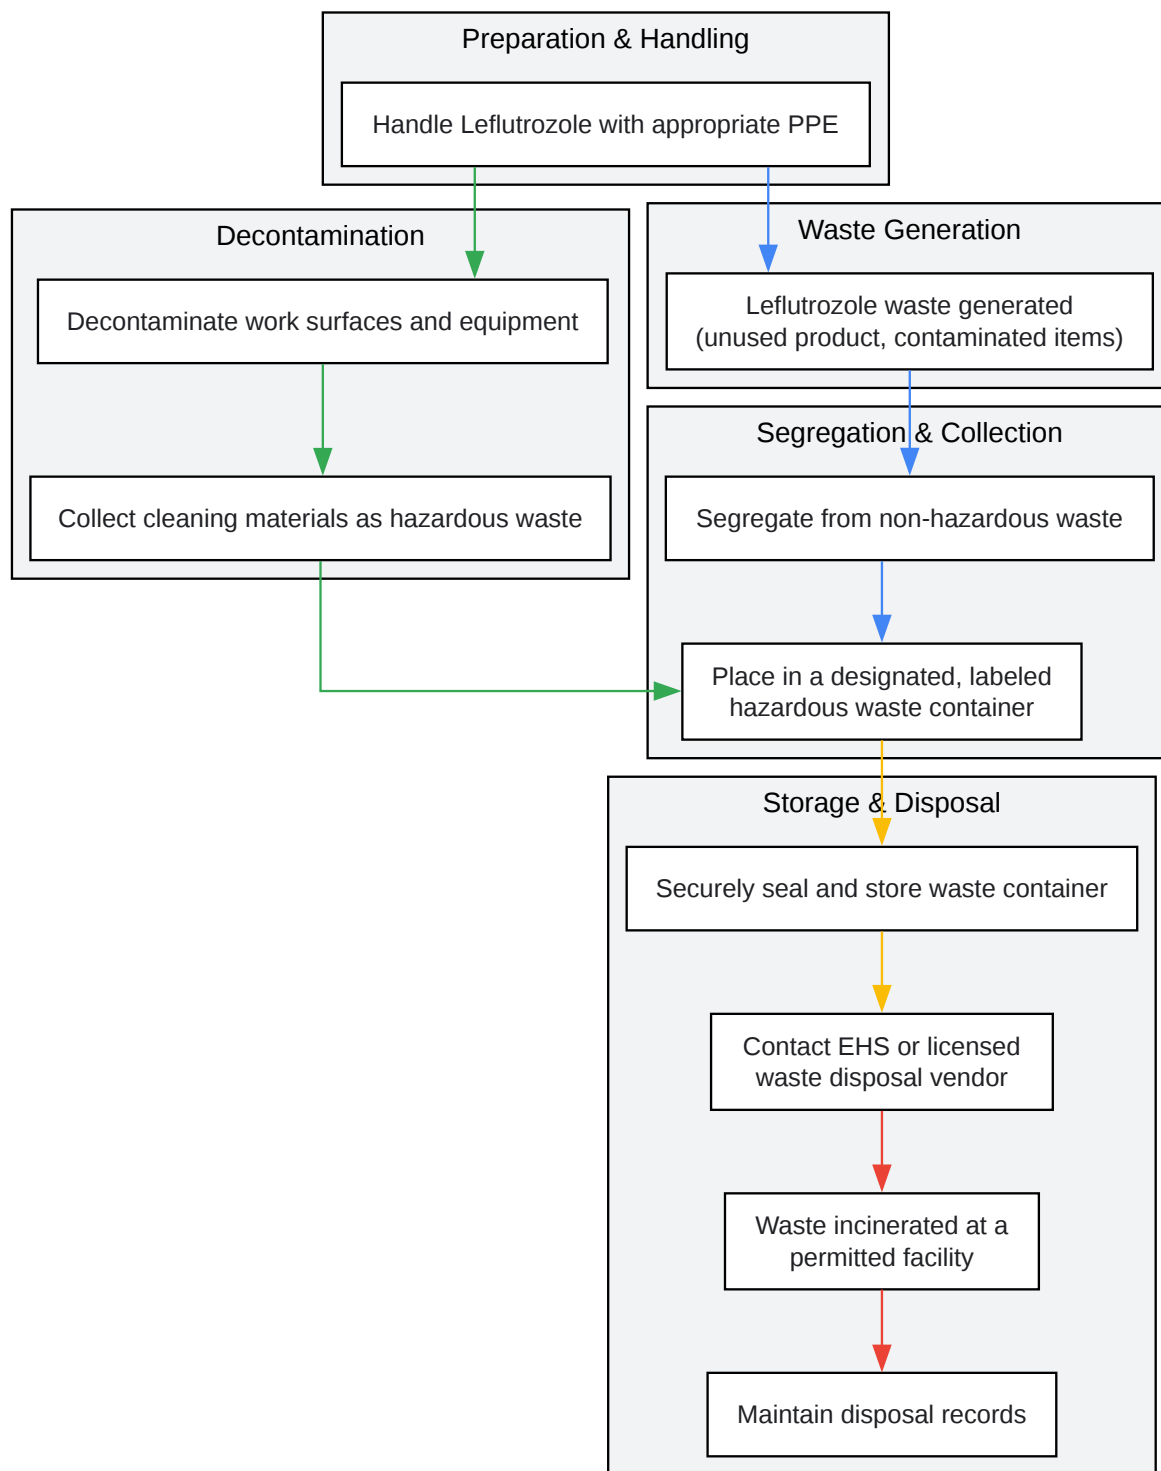 Preparation & Handling
Handle Leflutrozole with appropriate PPE
Decontamination
Decontaminate work surfaces and equipment
Collect cleaning materials as hazardous waste
Waste Generation
Leflutrozole waste generated
(unused product, contaminated items)
Segregation & Collection
Segregate from non-hazardous waste
Place in a designated, labeled
hazardous waste container
Storage & Disposal
Securely seal and store waste container
Contact EHS or licensed
waste disposal vendor
Waste incinerated at a
permitted facility
Maintain disposal records